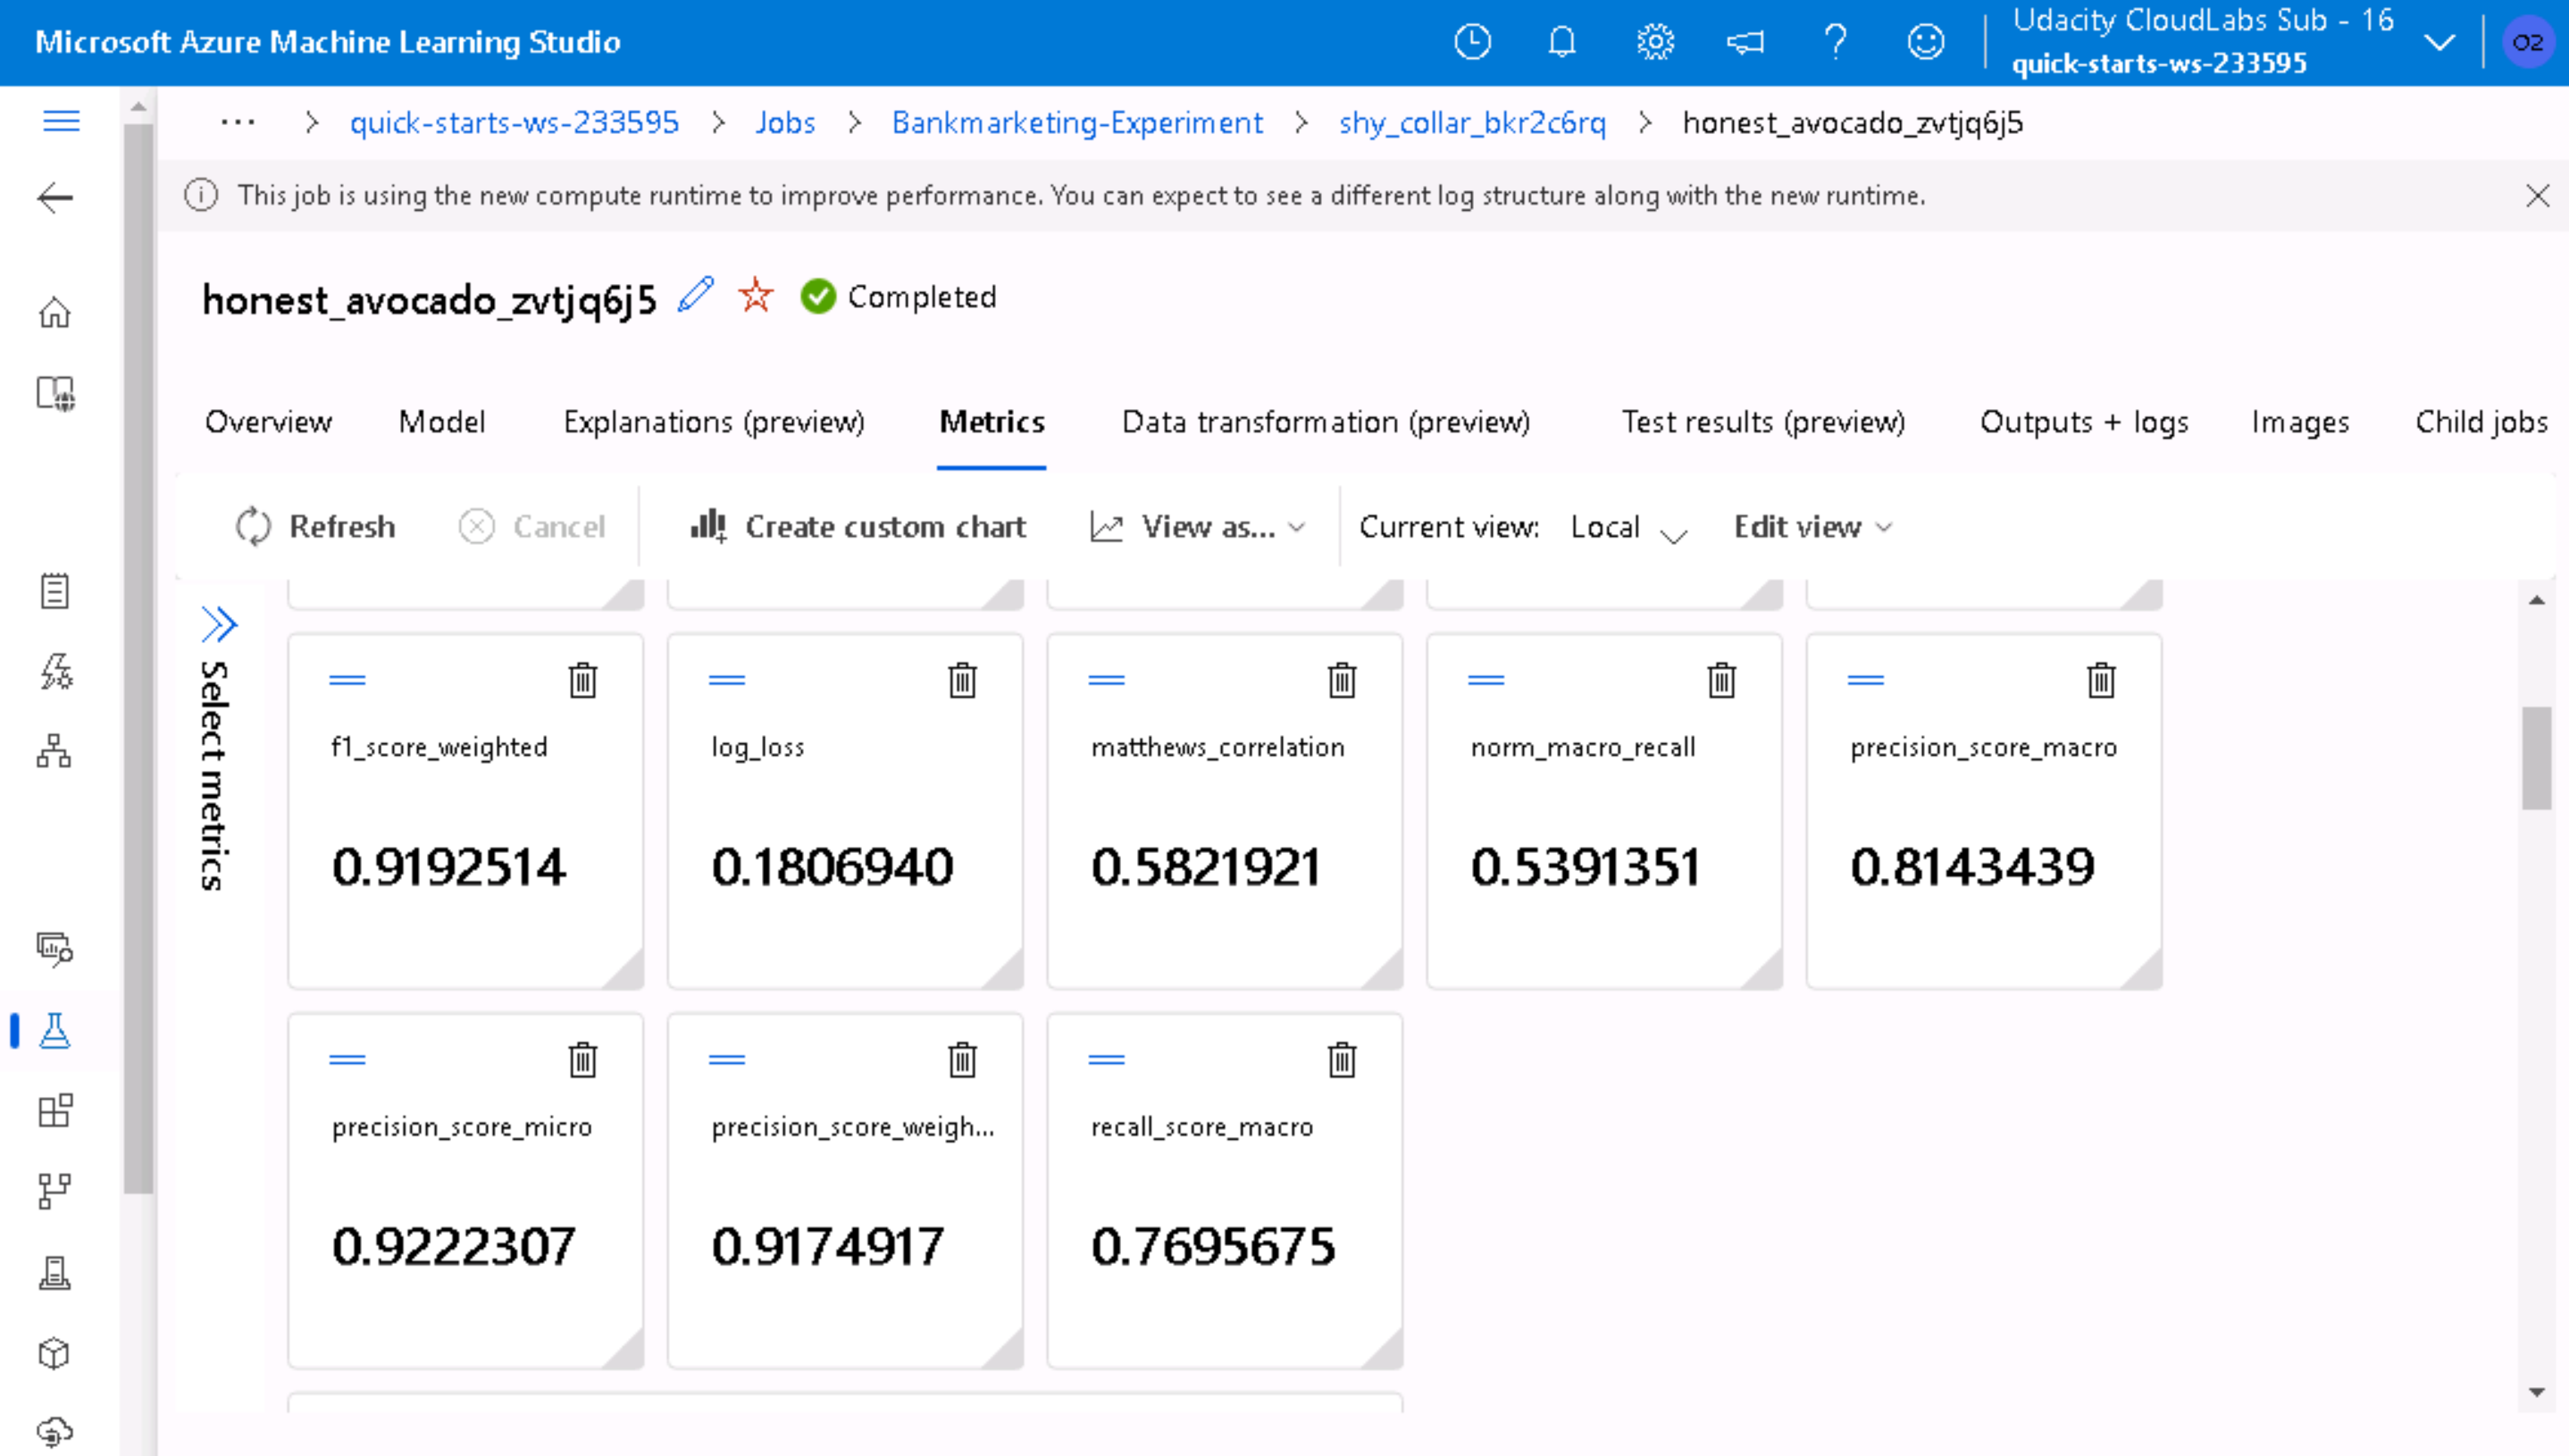 Microsoft Azure Machine Learning Studio
Udacity CloudLabs Sub - 16
quick-starts-ws-233595
O2
... > quick-starts-ws-233595 > Jobs > Bankmarketing-Experiment > shy_collar_bkr2c6rq > honest_avocado_zvtjq6j5
This job is using the new compute runtime to improve performance. You can expect to see a different log structure along with the new runtime.
honest_avocado_zvtjq6j5 Completed
Overview Model Explanations (preview) Metrics Data transformation (preview) Test results (preview) Outputs + logs Images Child jobs
Refresh Cancel Create custom chart View as... Current view: Local Edit view
Select metrics
f1_score_weighted log_loss matthews_correlation norm_macro_recall precision_score_macro
0.9192514 0.1806940 0.5821921 0.5391351 0.8143439
precision_score_micro precision_score_weigh... recall_score_macro
0.9222307 0.9174917 0.7695675